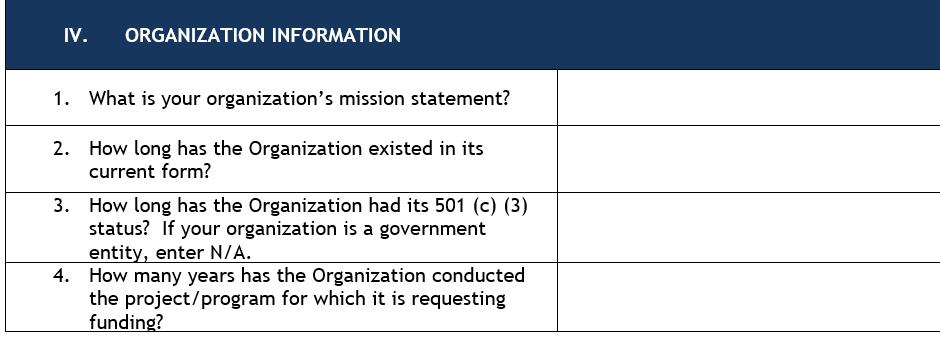 IV. ORGANIZATION INFORMATION
1. What is your organization’s mission statement?
2. How long has the Organization existed in its
current form?
3. How long has the Organization had its 501 (c) (3)
status?  If your organization is a government
entity, enter N/A.
4. How many years has the Organization conducted
the project/program for which it is requesting
funding?